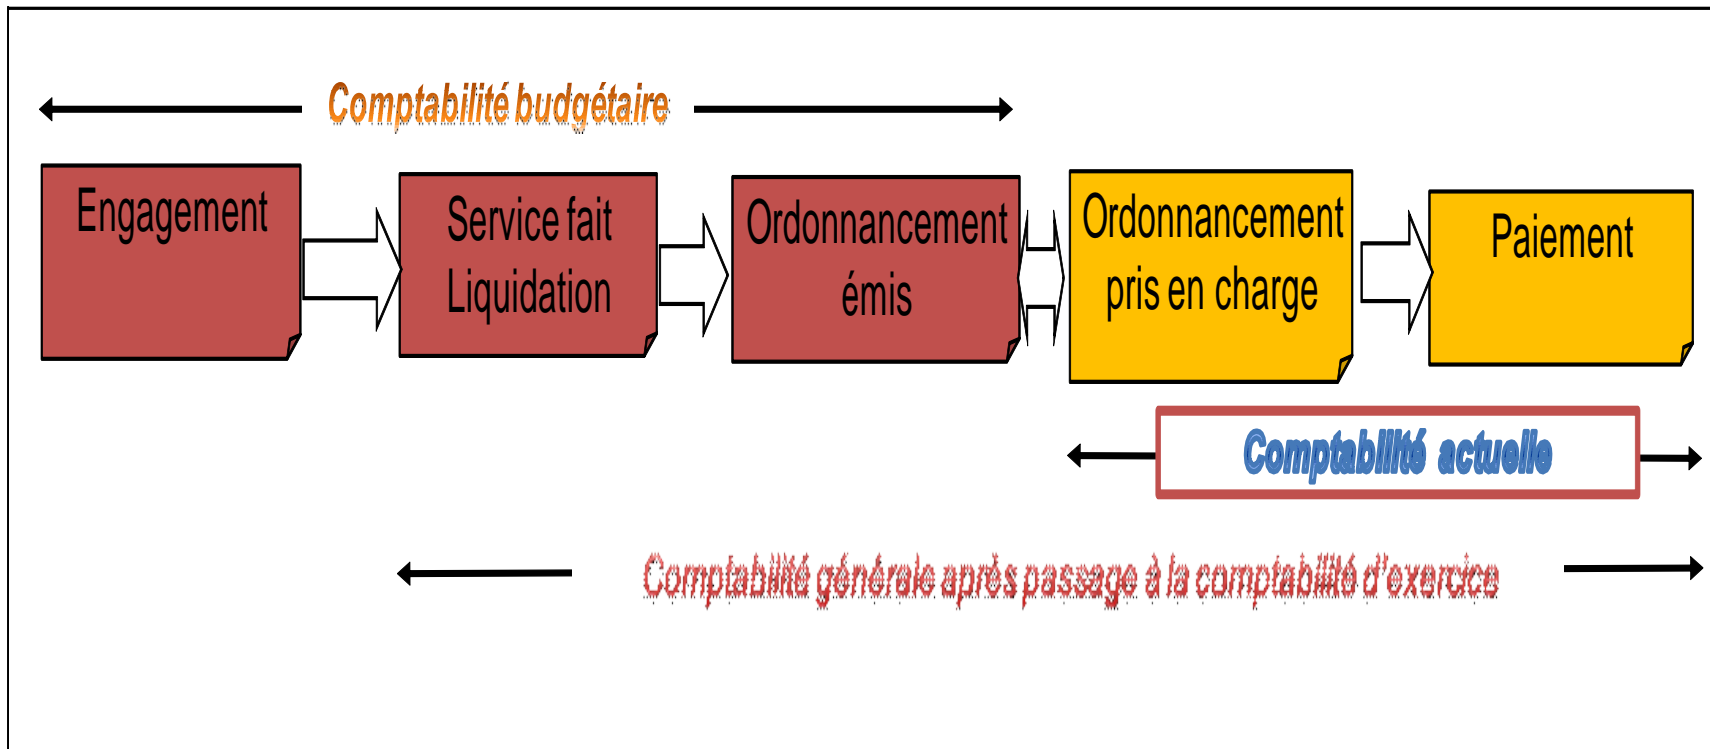 Comptabilité budgétaire
Engagement
Service fait
Liquidation
Ordonnancement
émis
Ordonnancement
pris en charge
Paiement
Comptabilité actuelle
Comptabilité générale après passage à la comptabilité d'exercice